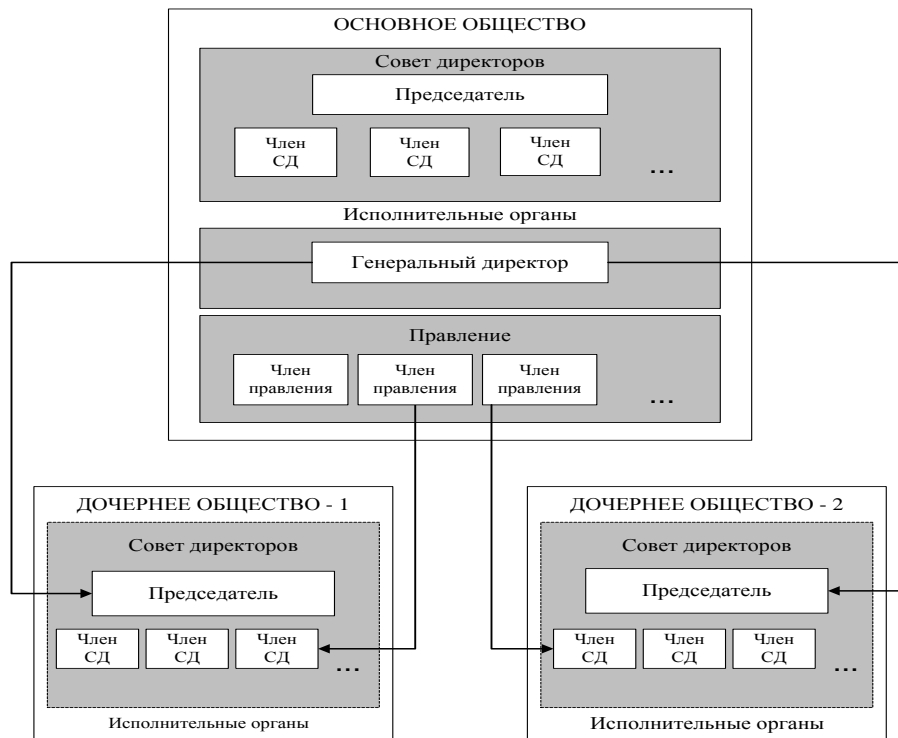 ОСНОВНОЕ ОБЩЕСТВО
Совет директоров
Председатель
Член
СД
Член
СД
Член
СД
...
Исполнительные органы
Генеральный директор
Правление
Член
правления
Член
правления
Член
правления
...
ДОЧЕРНЕЕ ОБЩЕСТВО - 1
Совет директоров
Председатель
Член
СД
Член
СД
Член
СД
...
Исполнительные органы
ДОЧЕРНЕЕ ОБЩЕСТВО - 2
Совет директоров
Председатель
Член
СД
Член
СД
Член
СД
...
Исполнительные органы